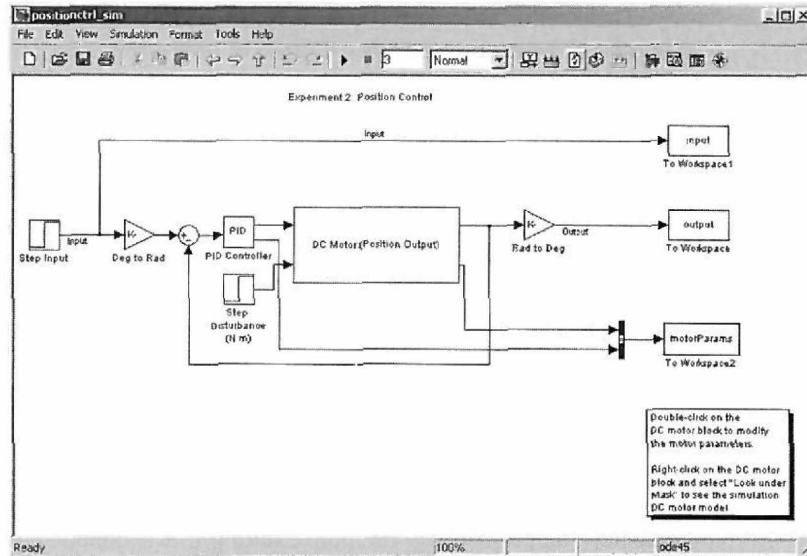 positionctrl_sim
File Edit View Simulation Format Tools Help
3 Normal
Experiment 2 Position Control
Input
input
To Workspace1
Step Input
Input
K-
Deg to Rad
PID
PID Controller
DC Motor(Position Output)
K-
Rad to Deg
Output
output
To Workspace
Step
Disturbance
(N m)
motorParams
To Workspace2
Double-click on the
DC motor block to modify
the motor parameters.
Right-click on the DC motor
block and select "Look under
Mask" to see the simulation
DC motor model
Ready 100% ode45